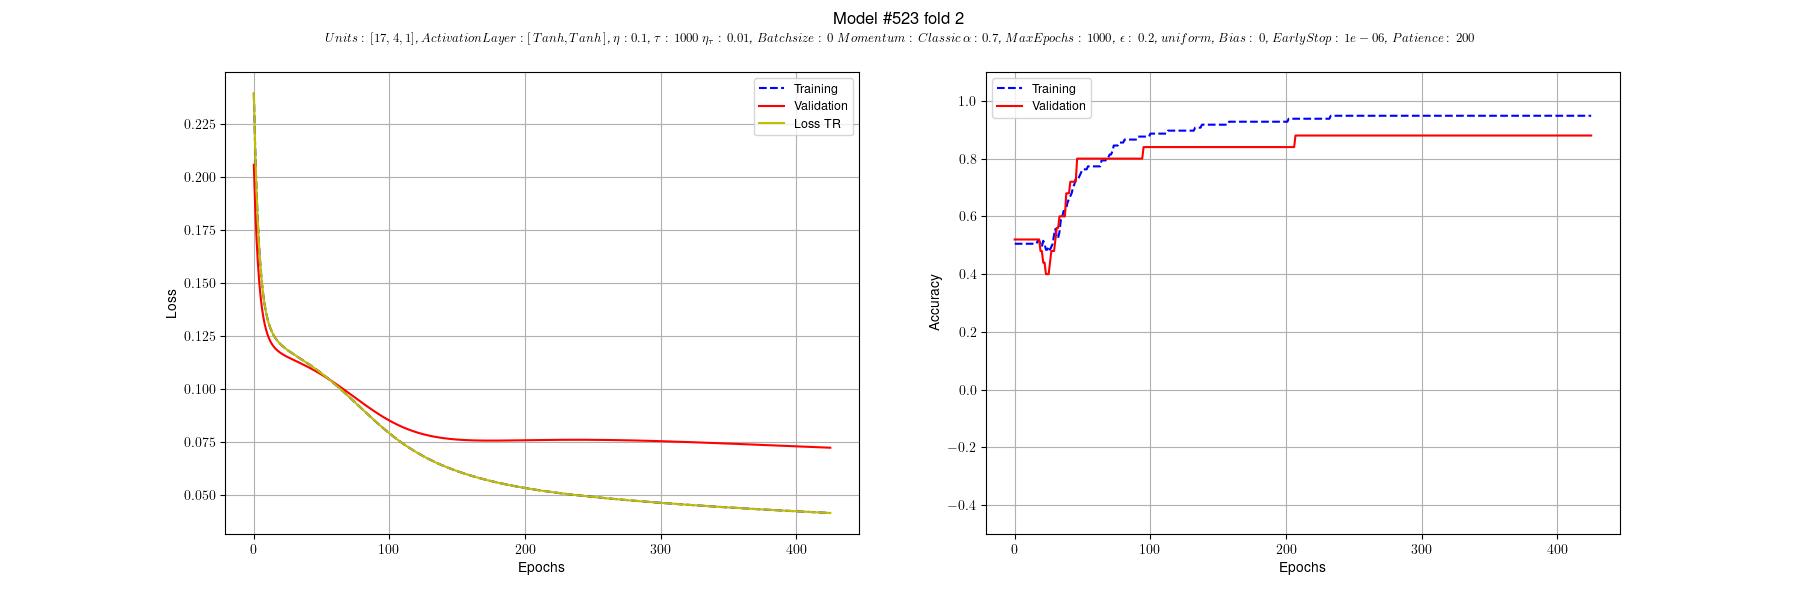 Model #523 fold 2
Units : [17, 4, 1], ActivationLayer : [Tanh, Tanh], η : 0.1, τ : 1000 ητ : 0.01, Batchsize : 0 Momentum : Classic α : 0.7, MaxEpochs : 1000, ϵ : 0.2, uniform, Bias : 0, EarlyStop : 1e − 06, Patience : 200
Training
Validation
Loss TR
0.225
0.200
0.175
0.150
0.125
0.100
0.075
0.050
Loss
0
100
200
300
400
Epochs
Training
Validation
1.0
0.8
0.6
0.4
0.2
0.0
−0.2
−0.4
Accuracy
0
100
200
300
400
Epochs